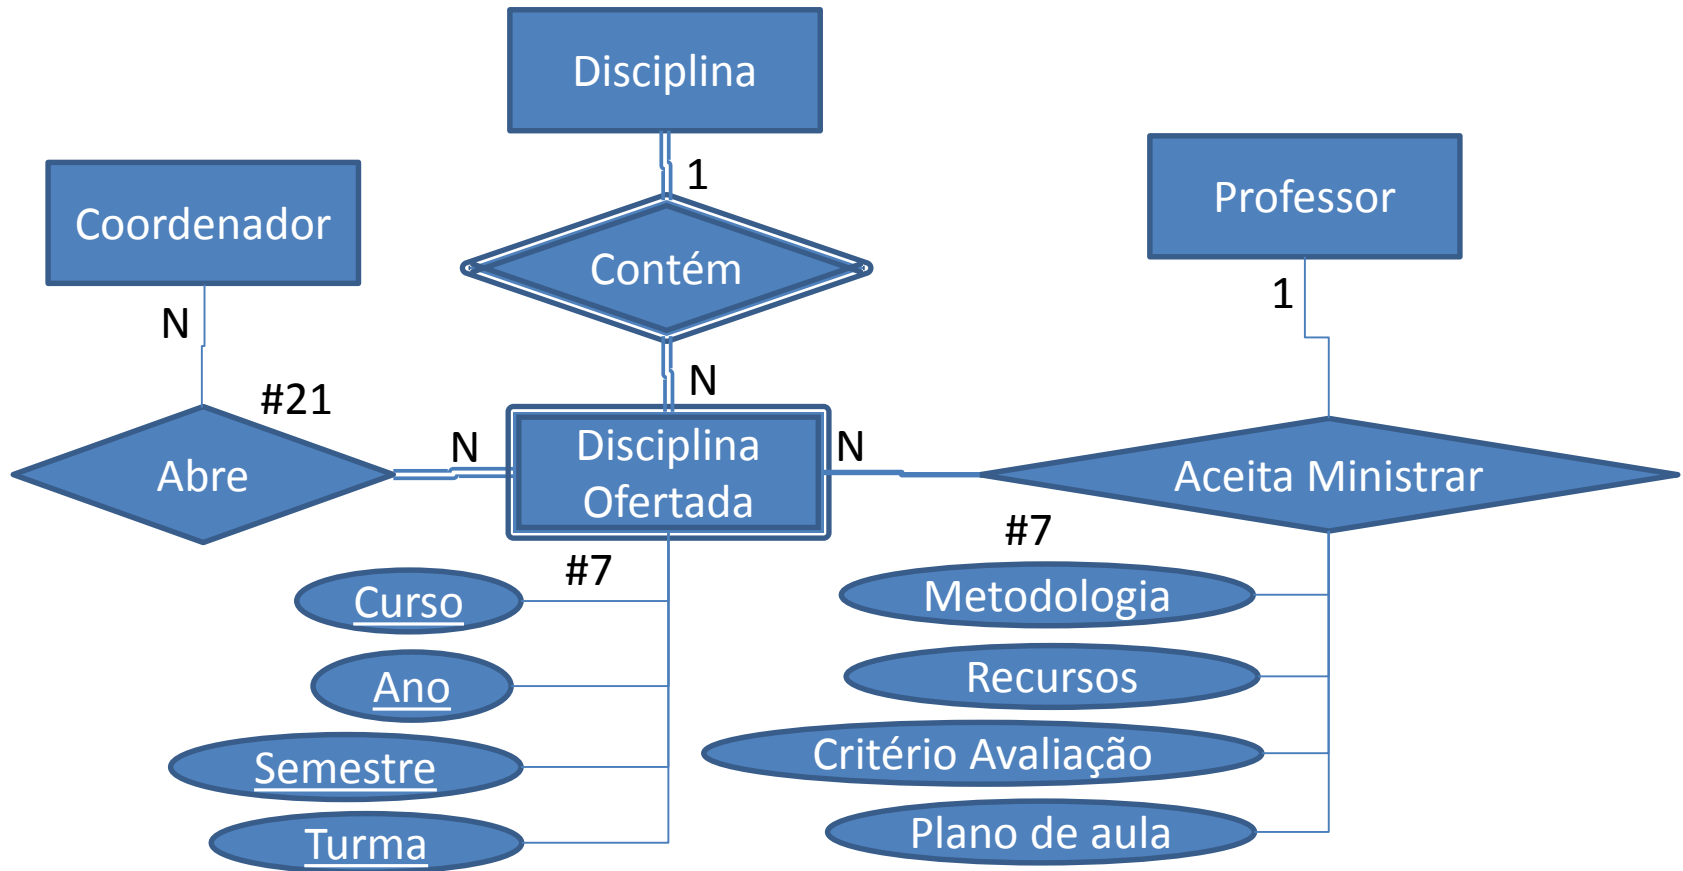 Disciplina
Coordenador
Professor
1
Contém
N
1
#21
N
Abre
N
Disciplina
Ofertada
N
Aceita Ministrar
#7
#7
Curso
Metodologia
Ano
Recursos
Semestre
Critério Avaliação
Turma
Plano de aula